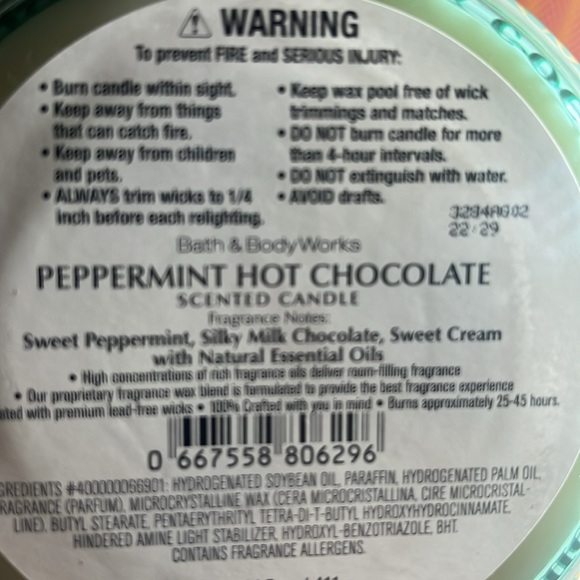 ⚠ WARNING
To prevent FIRE and SERIOUS INJURY:
• Burn candle within sight.
• Keep away from things
that can catch fire.
• Keep away from children
and pets.
• ALWAYS trim wicks to 1/4
inch before each relighting.
• Keep wax pool free of wick
trimmings and matches.
• DO NOT burn candle for more
than 4-hour intervals.
• DO NOT extinguish with water.
• AVOID drafts.
3294AG02
22:29
Bath & Body Works
PEPPERMINT HOT CHOCOLATE
SCENTED CANDLE
Fragrance Notes:
Sweet Peppermint, Silky Milk Chocolate, Sweet Cream
with Natural Essential Oils
• High concentrations of rich fragrance oils deliver room-filling fragrance
• Our proprietary fragrance wax blend is formulated to provide the best fragrance experience
with premium lead-free wicks • 100% Crafted with you in mind • Burns approximately 25-45 hours.
0 667558 806296
#400000066901: HYDROGENATED SOYBEAN OIL, PARAFFIN, HYDROGENATED PALM OIL,
(PARFUM), MICROCRYSTALLINE WAX (CERA MICROCRISTALLINA, CIRE MICROCRISTAL-
LINE), BUTYL STEARATE, PENTAERYTHRITYL TETRA-DI-T-BUTYL HYDROXYHYDROCINNAMATE,
HINDERED AMINE LIGHT STABILIZER, HYDROXYL-BENZOTRIAZOLE, BHT.
CONTAINS FRAGRANCE ALLERGENS.